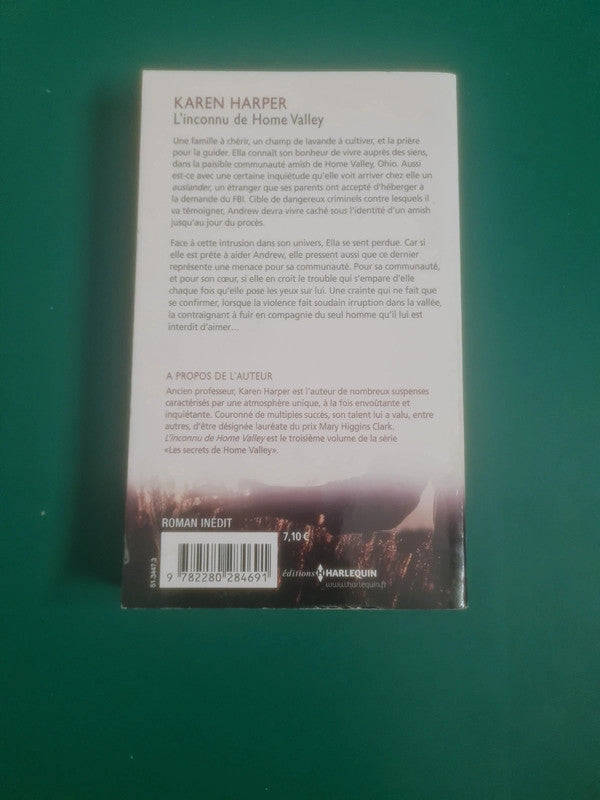 KAREN HARPER
L'inconnu de Home Valley
Une famille à chérir, un champ de lavande à cultiver, et la prière
pour la guider. Ella connaît son bonheur de vivre auprès des siens,
dans la paisible communauté amish de Home Valley, Ohio. Aussi
est-ce avec une certaine inquiétude qu'elle voit arriver chez elle un
auslander, un étranger que ses parents ont accepté d'héberger à
la demande du FBI. Cible de dangereux criminels contre lesquels il
va témoigner, Andrew devra vivre caché sous l'identité d'un amish
jusqu'au jour du procès.
Face à cette intrusion dans son univers, Ella se sent perdue. Car si
elle est prête à aider Andrew, elle pressent aussi que ce dernier
représente une menace pour sa communauté. Pour sa communauté,
et pour son cœur, si elle en croit le trouble qui s'empare d'elle
chaque fois qu'elle pose les yeux sur lui. Une crainte qui ne fait que
se confirmer, lorsque la violence fait soudain irruption dans la vallée,
la contraignant à fuir en compagnie du seul homme qu'il lui est
interdit d'aimer...
A PROPOS DE L'AUTEUR
Ancien professeur, Karen Harper est l'auteur de nombreux suspenses
caractérisés par une atmosphère unique, à la fois envoûtante et
inquiétante. Couronné de multiples succès, son talent lui a valu, entre
autres, d'être désignée lauréate du prix Mary Higgins Clark.
L'inconnu de Home Valley est le troisième volume de la série
«Les secrets de Home Valley».
ROMAN INÉDIT
7,10 €
51.3447.3
9 782280 284691
éditions HARLEQUIN
www.harlequin.fr